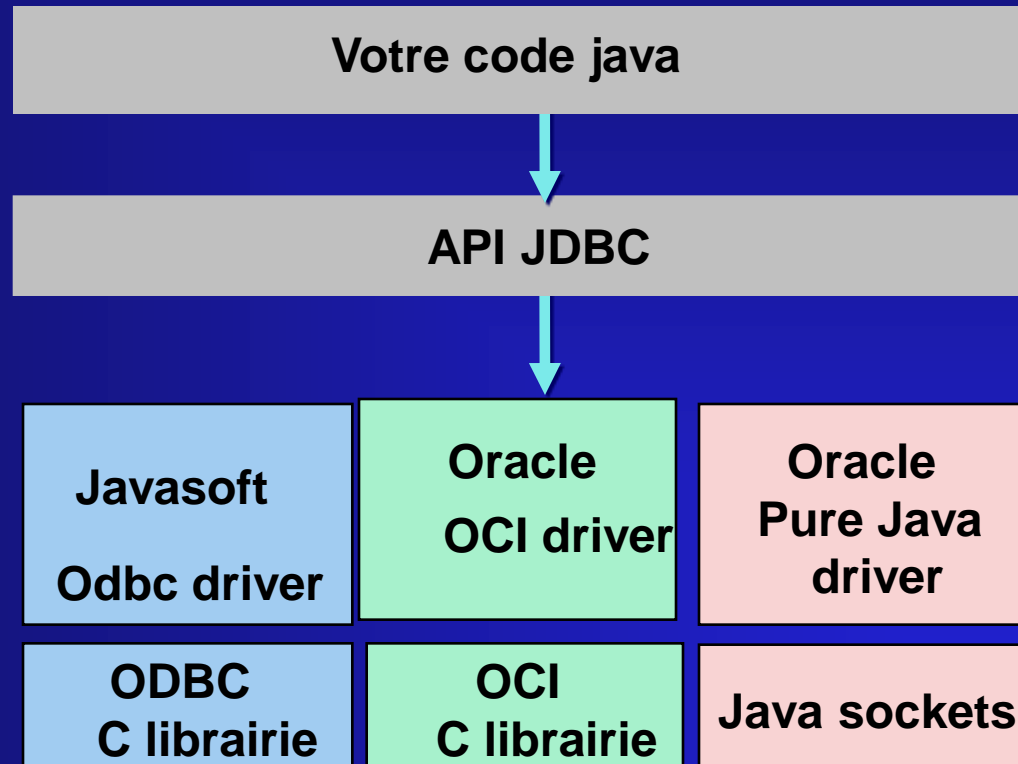 Votre code java
API JDBC
Javasoft
Odbc driver
Oracle
OCI driver
Oracle
Pure Java
driver
ODBC
C librairie
OCI
C librairie
Java sockets